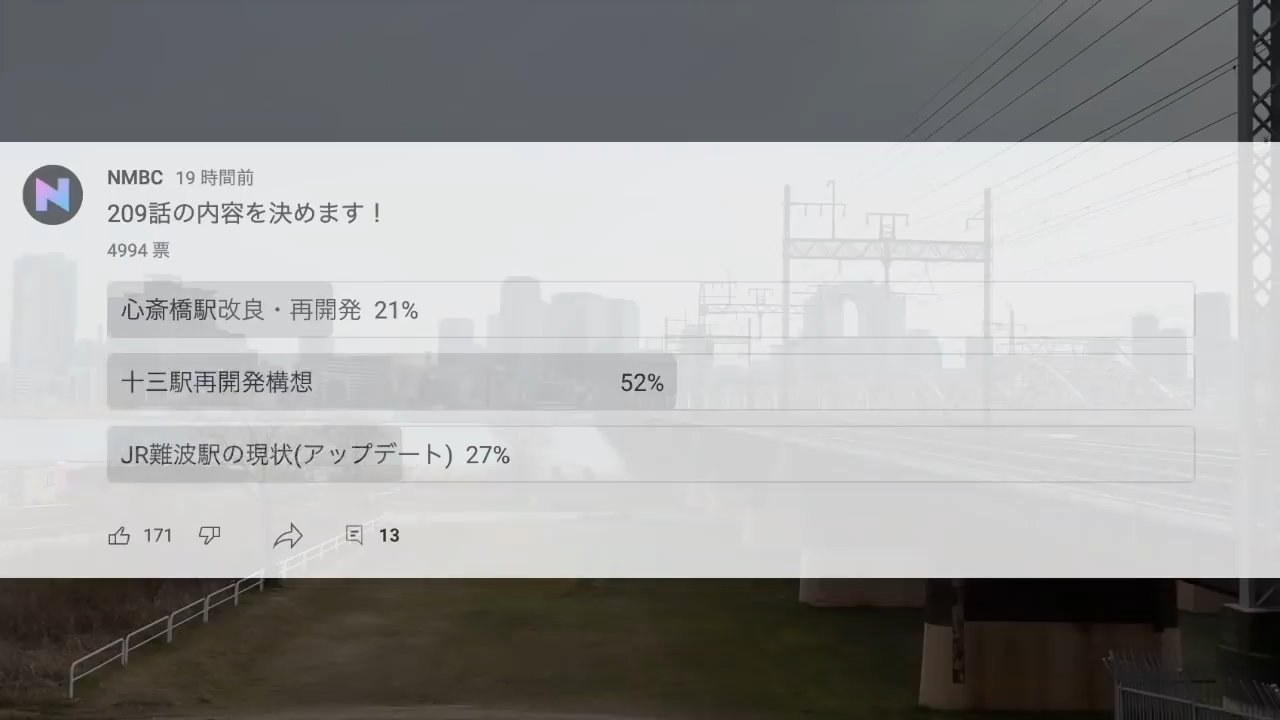 NMBC 19 時間前
209話の内容を決めます！
4994 票
心斎橋駅改良・再開発 21%
十三駅再開発構想 52%
JR難波駅の現状(アップデート) 27%
171 13